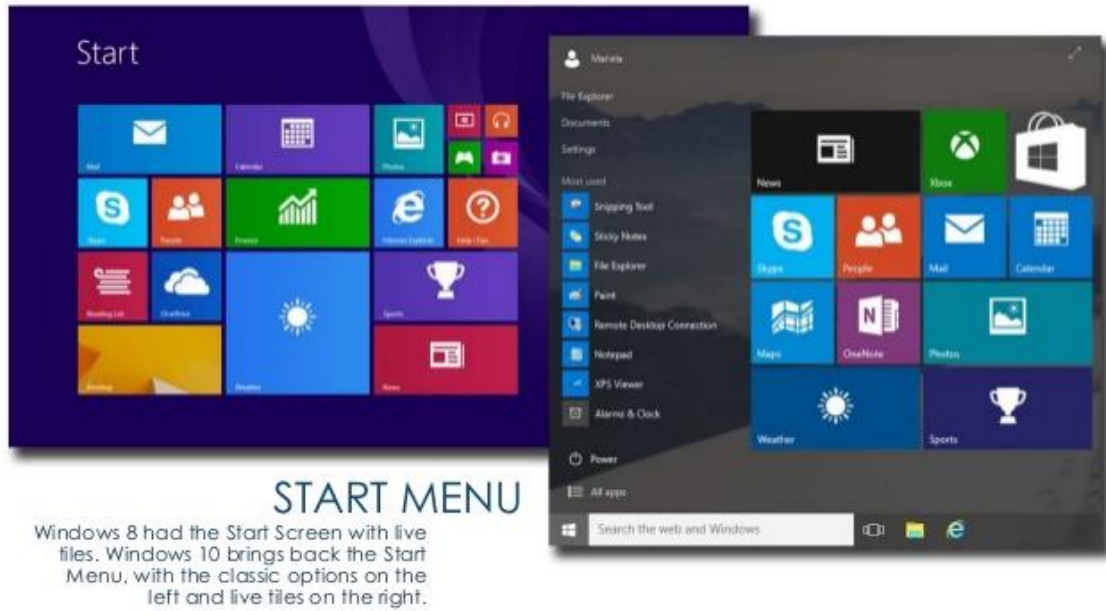 Start
Mail
Calendar
Photos
Skype
People
Finance
Internet Explorer
Help+Tips
Reading List
OneDrive
Sports
Desktop
Weather
News
File Explorer
Documents
Settings
Most used
Snipping Tool
Sticky Notes
File Explorer
Paint
Remote Desktop Connection
Notepad
XPS Viewer
Alarms & Clock
Power
All apps
News
Xbox
Skype
People
Mail
Calendar
Maps
OneNote
Photos
Weather
Sports
Search the web and Windows
START MENU
Windows 8 had the Start Screen with live
tiles. Windows 10 brings back the Start
Menu, with the classic options on the
left and live tiles on the right.